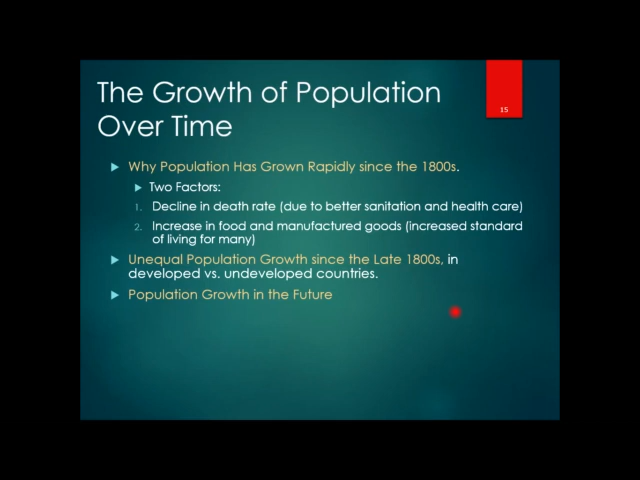 The Growth of Population
Over Time
15
Why Population Has Grown Rapidly since the 1800s.
Two Factors:
1. Decline in death rate (due to better sanitation and health care)
2. Increase in food and manufactured goods (increased standard
of living for many)
Unequal Population Growth since the Late 1800s, in
developed vs. undeveloped countries.
Population Growth in the Future